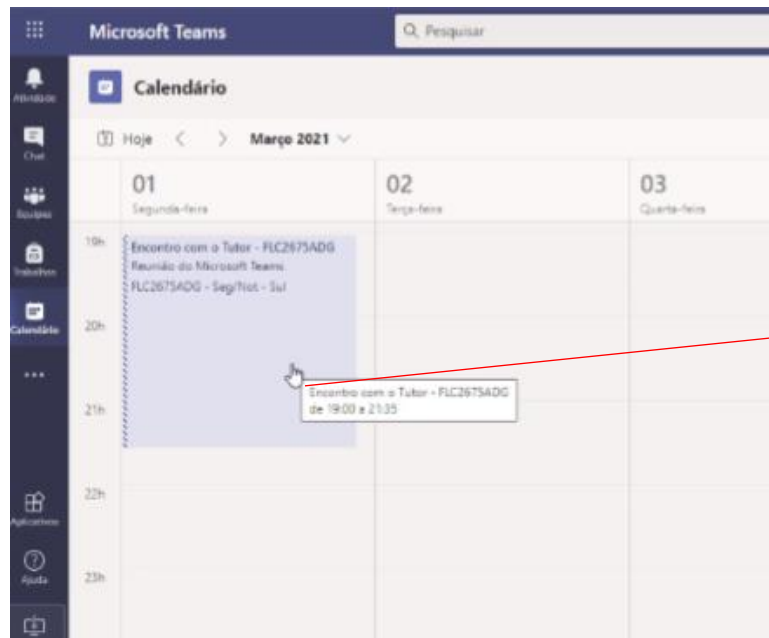 Microsoft Teams
Pesquisar
Atividade
Chat
Equipes
Trabalhos
Calendário
Aplicativos
Ajuda
Calendário
Hoje
Março 2021
01
Segunda-feira
02
Terça-feira
03
Quarta-feira
19h
20h
21h
22h
23h
Encontro com o Tutor - FLC2675ADG
Reunião do Microsoft Teams
FLC2675ADG - Seg/Not - Sul
Encontro com o Tutor - FLC2675ADG
de 19:00 a 21:35